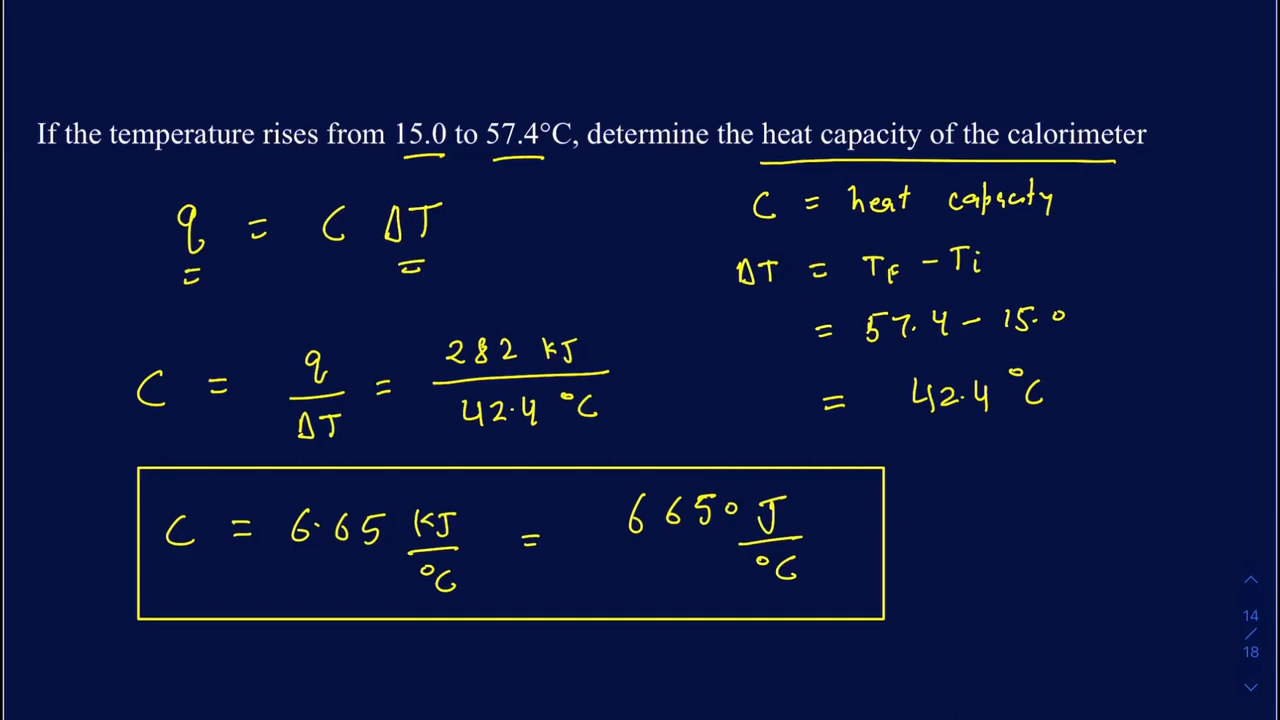 If the temperature rises from 15.0 to 57.4°C, determine the heat capacity of the calorimeter
q = C ΔT
C = heat capacity
ΔT = TF - Ti
= 57.4 - 15.0
= 42.4 °C
C = q/ΔT = 282 KJ/42.4 °C
C = 6.65 KJ/°C = 6650 J/°C
14
/
18